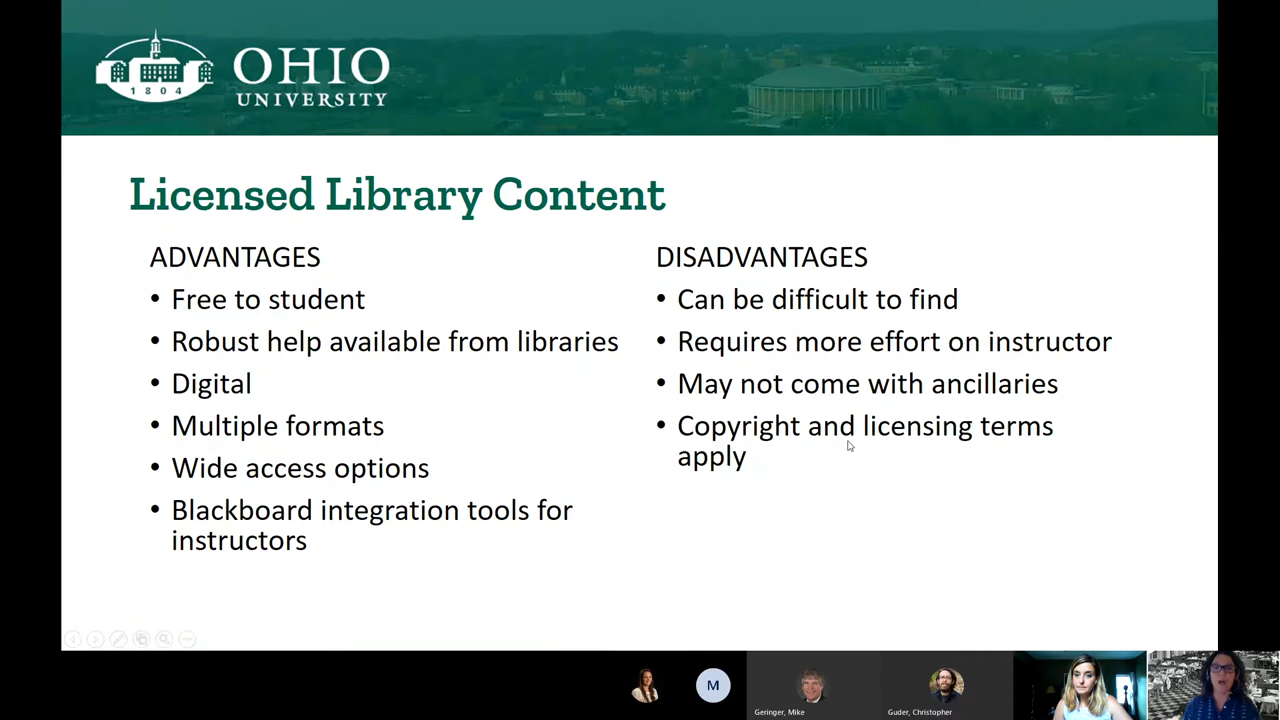 OHIO
UNIVERSITY
1804
Licensed Library Content
ADVANTAGES
• Free to student
• Robust help available from libraries
• Digital
• Multiple formats
• Wide access options
• Blackboard integration tools for
instructors
DISADVANTAGES
• Can be difficult to find
• Requires more effort on instructor
• May not come with ancillaries
• Copyright and licensing terms
apply
M
Geringer, Mike
Guder, Christopher